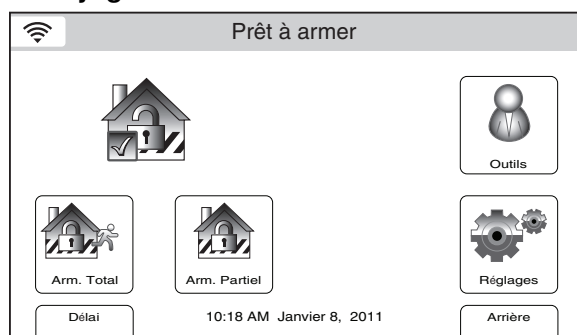 Prêt à armer
Outils
Arm. Total
Arm. Partiel
Réglages
Délai
10:18 AM Janvier 8, 2011
Arrière